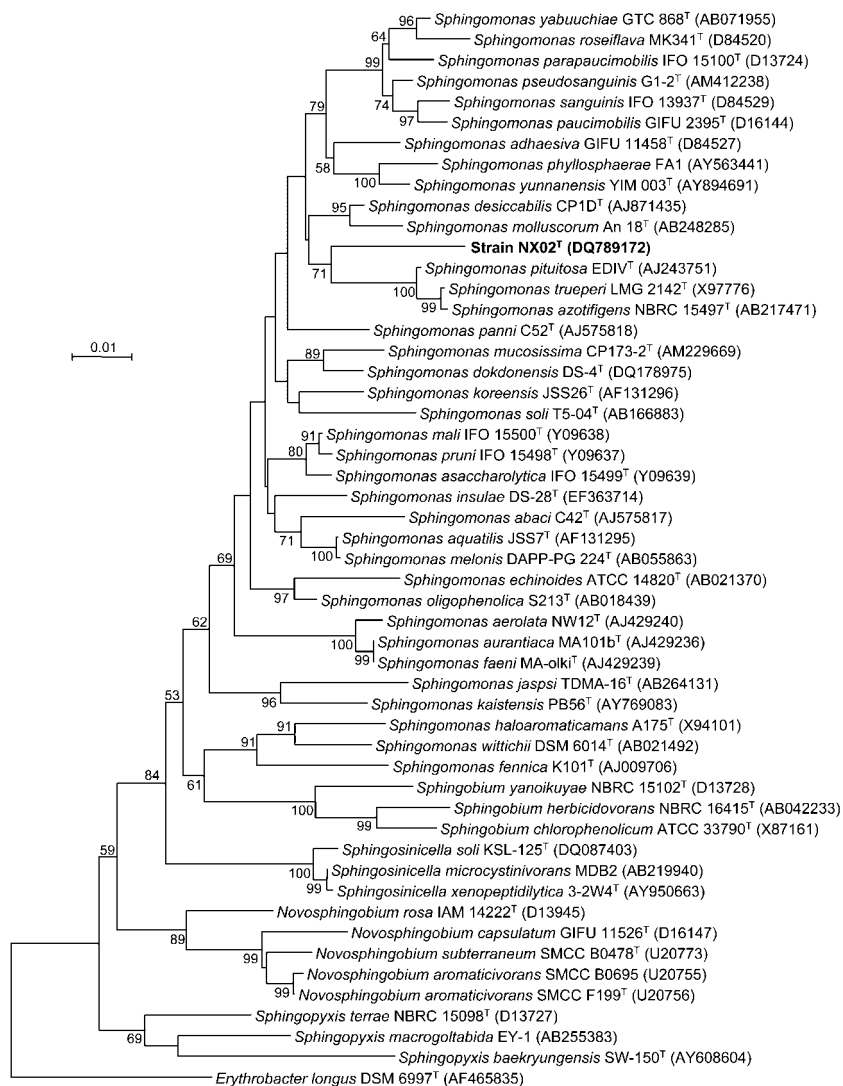 96 Sphingomonas yabuuchiae GTC 868ᵀ (AB071955)
64 Sphingomonas roseiflava MK341ᵀ (D84520)
99 Sphingomonas parapaucimobilis IFO 15100ᵀ (D13724)
Sphingomonas pseudosanguinis G1-2ᵀ (AM412238)
79 74 Sphingomonas sanguinis IFO 13937ᵀ (D84529)
97 Sphingomonas paucimobilis GIFU 2395ᵀ (D16144)
Sphingomonas adhaesiva GIFU 11458ᵀ (D84527)
58 Sphingomonas phyllosphaerae FA1 (AY563441)
100 Sphingomonas yunnanensis YIM 003ᵀ (AY894691)
95 Sphingomonas desiccabilis CP1Dᵀ (AJ871435)
Sphingomonas molluscorum An 18ᵀ (AB248285)
Strain NX02ᵀ (DQ789172)
71 Sphingomonas pituitosa EDIVᵀ (AJ243751)
100 Sphingomonas trueperi LMG 2142ᵀ (X97776)
99 Sphingomonas azotifigens NBRC 15497ᵀ (AB217471)
Sphingomonas panni C52ᵀ (AJ575818)
0.01
89 Sphingomonas mucosissima CP173-2ᵀ (AM229669)
Sphingomonas dokdonensis DS-4ᵀ (DQ178975)
Sphingomonas koreensis JSS26ᵀ (AF131296)
Sphingomonas soli T5-04ᵀ (AB166883)
91 Sphingomonas mali IFO 15500ᵀ (Y09638)
80 Sphingomonas pruni IFO 15498ᵀ (Y09637)
Sphingomonas asaccharolytica IFO 15499ᵀ (Y09639)
Sphingomonas insulae DS-28ᵀ (EF363714)
Sphingomonas abaci C42ᵀ (AJ575817)
71 Sphingomonas aquatilis JSS7ᵀ (AF131295)
69 100 Sphingomonas melonis DAPP-PG 224ᵀ (AB055863)
Sphingomonas echinoides ATCC 14820ᵀ (AB021370)
97 Sphingomonas oligophenolica S213ᵀ (AB018439)
62 Sphingomonas aerolata NW12ᵀ (AJ429240)
100 Sphingomonas aurantiaca MA101bᵀ (AJ429236)
99 Sphingomonas faeni MA-olkiᵀ (AJ429239)
Sphingomonas jaspsi TDMA-16ᵀ (AB264131)
53 96 Sphingomonas kaistensis PB56ᵀ (AY769083)
91 Sphingomonas haloaromaticamans A175ᵀ (X94101)
91 Sphingomonas wittichii DSM 6014ᵀ (AB021492)
Sphingomonas fennica K101ᵀ (AJ009706)
84 61 Sphingobium yanoikuyae NBRC 15102ᵀ (D13728)
100 Sphingobium herbicidovorans NBRC 16415ᵀ (AB042233)
99 Sphingobium chlorophenolicum ATCC 33790ᵀ (X87161)
59 Sphingosinicella soli KSL-125ᵀ (DQ087403)
100 Sphingosinicella microcystinivorans MDB2 (AB219940)
99 Sphingosinicella xenopeptidilytica 3-2W4ᵀ (AY950663)
Novosphingobium rosa IAM 14222ᵀ (D13945)
89 Novosphingobium capsulatum GIFU 11526ᵀ (D16147)
99 Novosphingobium subterraneum SMCC B0478ᵀ (U20773)
Novosphingobium aromaticivorans SMCC B0695 (U20755)
99 Novosphingobium aromaticivorans SMCC F199ᵀ (U20756)
Sphingopyxis terrae NBRC 15098ᵀ (D13727)
69 Sphingopyxis macrogoltabida EY-1 (AB255383)
Sphingopyxis baekryungensis SW-150ᵀ (AY608604)
Erythrobacter longus DSM 6997ᵀ (AF465835)